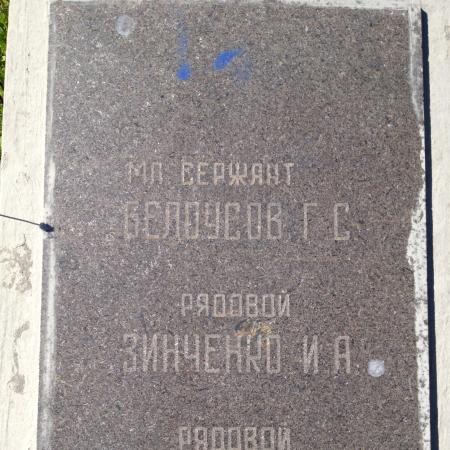 МЛ СЕРЖАНТ
БЕЛОУСОВ Г С
РЯДОВОЙ
ЗИНЧЕНКО И А
РЯДОВОЙ